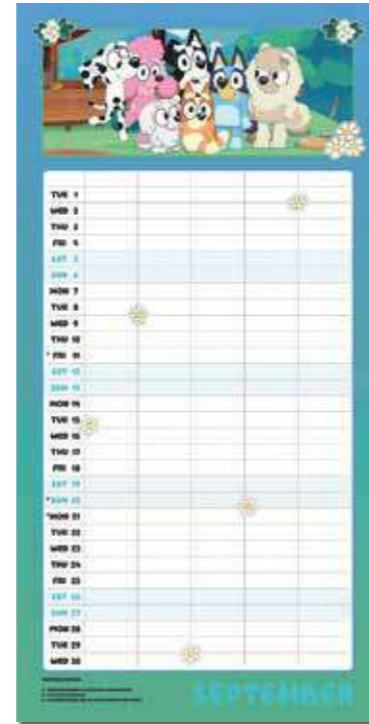 TUE 1
WED 2
THU 3
FRI 4
SAT 5
SUN 6
MON 7
TUE 8
WED 9
THU 10
* FRI 11
SAT 12
SUN 13
MON 14
TUE 15
WED 16
THU 17
FRI 18
SAT 19
*SUN 20
*MON 21
TUE 22
WED 23
THU 24
FRI 25
SAT 26
SUN 27
MON 28
TUE 29
WED 30
SEPTEMBER